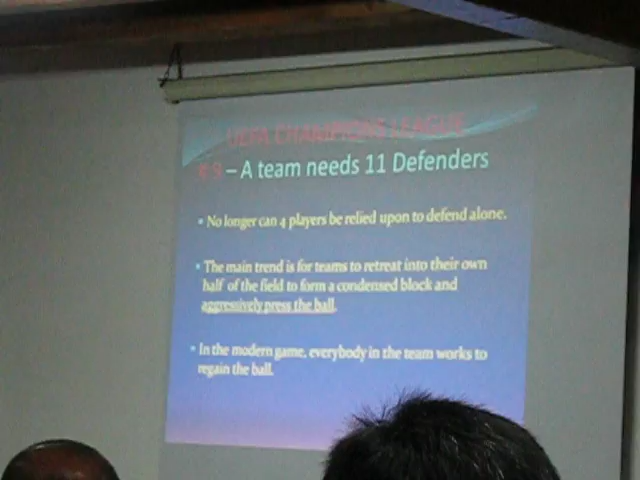 UEFA CHAMPIONS LEAGUE
# 3 – A team needs 11 Defenders
• No longer can 4 players be relied upon to defend alone.
• The main trend is for teams to retreat into their own
half of the field to form a condensed block and
aggressively press the ball.
• In the modern game, everybody in the team works to
regain the ball.